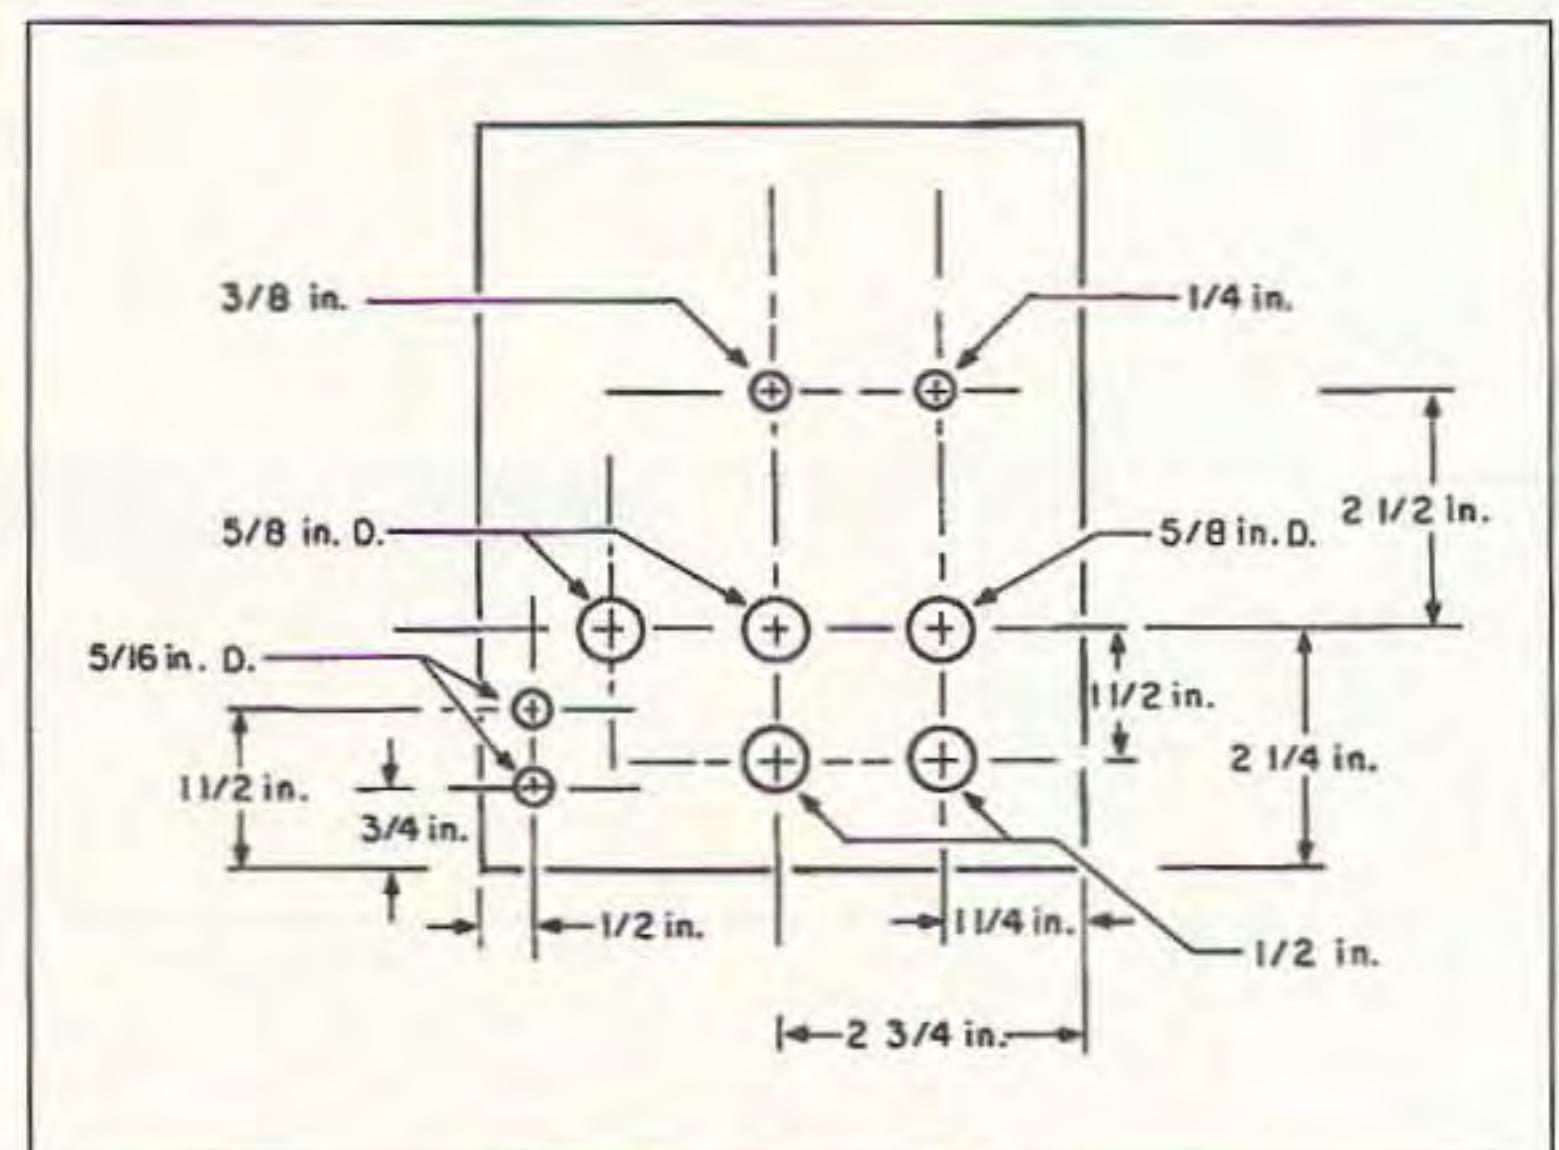 3/8 in.
1/4 in.
2 1/2 in.
5/8 in. D.
5/8 in. D.
5/16 in. D.
1 1/2 in.
1 1/2 in.
2 1/4 in.
3/4 in.
1/2 in.
1 1/4 in.
1/2 in.
2 3/4 in.